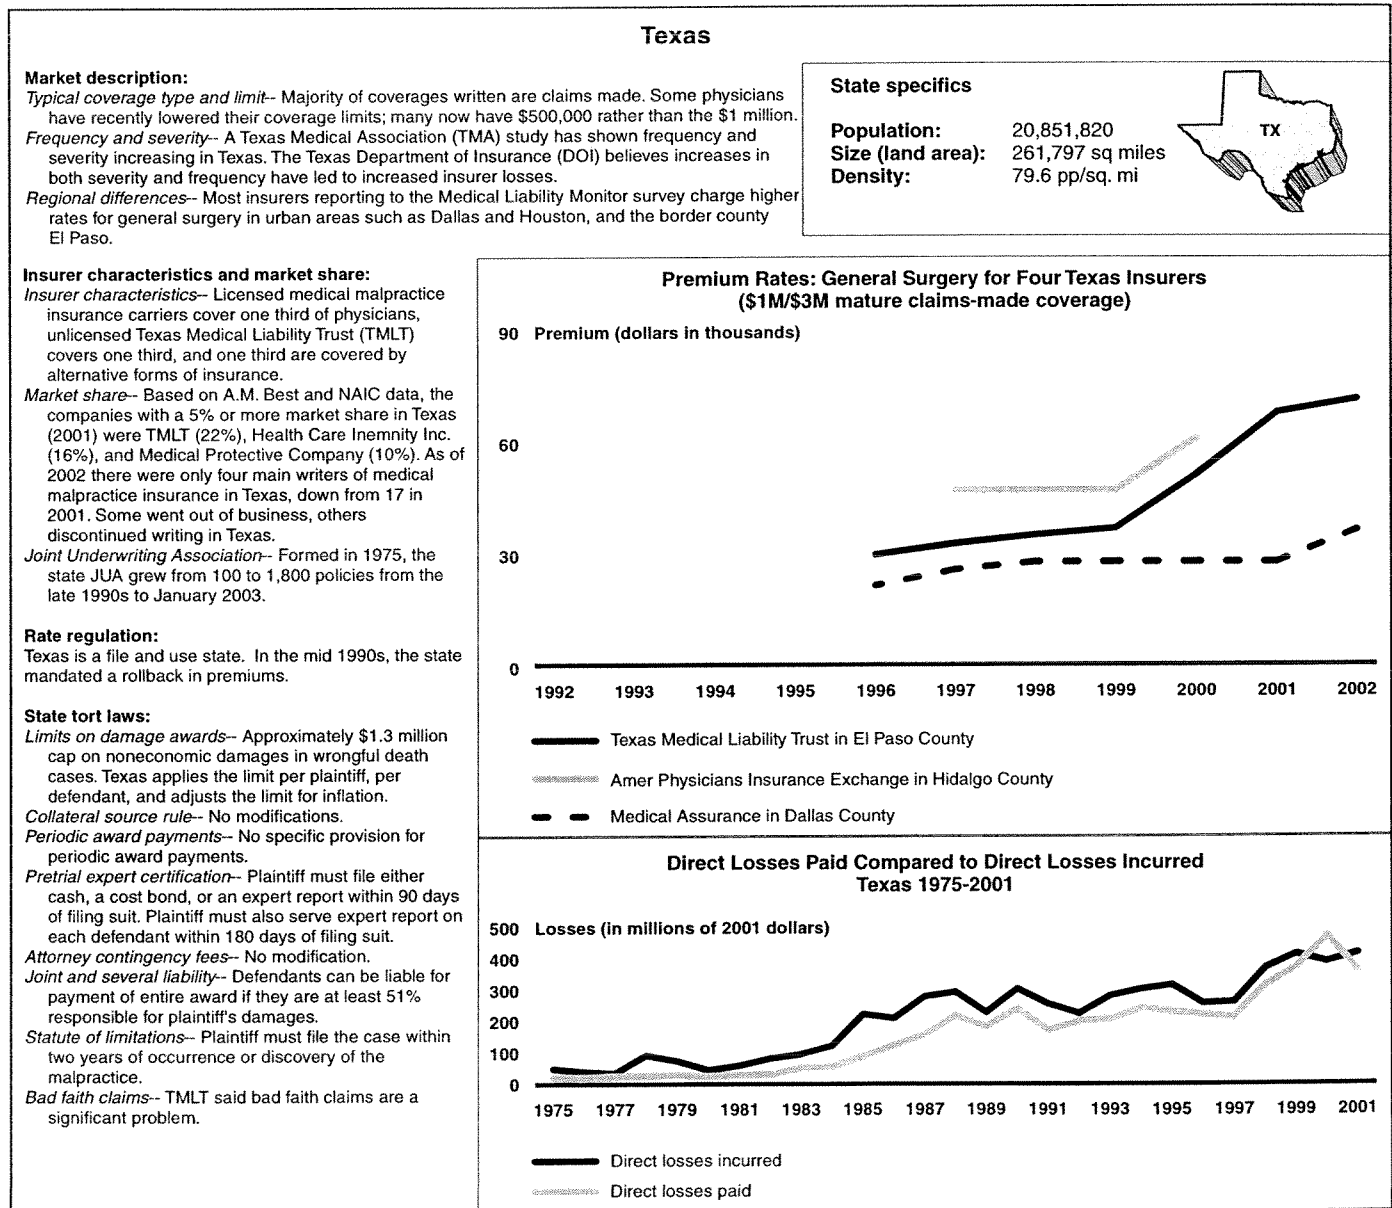 Texas
Market description:
Typical coverage type and limit-- Majority of coverages written are claims made. Some physicians
have recently lowered their coverage limits; many now have $500,000 rather than the $1 million.
Frequency and severity-- A Texas Medical Association (TMA) study has shown frequency and
severity increasing in Texas. The Texas Department of Insurance (DOI) believes increases in
both severity and frequency have led to increased insurer losses.
Regional differences-- Most insurers reporting to the Medical Liability Monitor survey charge higher
rates for general surgery in urban areas such as Dallas and Houston, and the border county
El Paso.
State specifics
Population: 20,851,820
Size (land area): 261,797 sq miles
Density: 79.6 pp/sq. mi
TX
Insurer characteristics and market share:
Insurer characteristics-- Licensed medical malpractice
insurance carriers cover one third of physicians,
unlicensed Texas Medical Liability Trust (TMLT)
covers one third, and one third are covered by
alternative forms of insurance.
Market share-- Based on A.M. Best and NAIC data, the
companies with a 5% or more market share in Texas
(2001) were TMLT (22%), Health Care Inemnity Inc.
(16%), and Medical Protective Company (10%). As of
2002 there were only four main writers of medical
malpractice insurance in Texas, down from 17 in
2001. Some went out of business, others
discontinued writing in Texas.
Joint Underwriting Association-- Formed in 1975, the
state JUA grew from 100 to 1,800 policies from the
late 1990s to January 2003.
Rate regulation:
Texas is a file and use state. In the mid 1990s, the state
mandated a rollback in premiums.
State tort laws:
Limits on damage awards-- Approximately $1.3 million
cap on noneconomic damages in wrongful death
cases. Texas applies the limit per plaintiff, per
defendant, and adjusts the limit for inflation.
Collateral source rule-- No modifications.
Periodic award payments-- No specific provision for
periodic award payments.
Pretrial expert certification-- Plaintiff must file either
cash, a cost bond, or an expert report within 90 days
of filing suit. Plaintiff must also serve expert report on
each defendant within 180 days of filing suit.
Attorney contingency fees-- No modification.
Joint and several liability-- Defendants can be liable for
payment of entire award if they are at least 51%
responsible for plaintiff's damages.
Statute of limitations-- Plaintiff must file the case within
two years of occurrence or discovery of the
malpractice.
Bad faith claims-- TMLT said bad faith claims are a
significant problem.
Premium Rates: General Surgery for Four Texas Insurers
($1M/$3M mature claims-made coverage)
90 Premium (dollars in thousands)
60
30
0
1992 1993 1994 1995 1996 1997 1998 1999 2000 2001 2002
Texas Medical Liability Trust in El Paso County
Amer Physicians Insurance Exchange in Hidalgo County
Medical Assurance in Dallas County
Direct Losses Paid Compared to Direct Losses Incurred
Texas 1975-2001
500 Losses (in millions of 2001 dollars)
400
300
200
100
0
1975 1977 1979 1981 1983 1985 1987 1989 1991 1993 1995 1997 1999 2001
Direct losses incurred
Direct losses paid